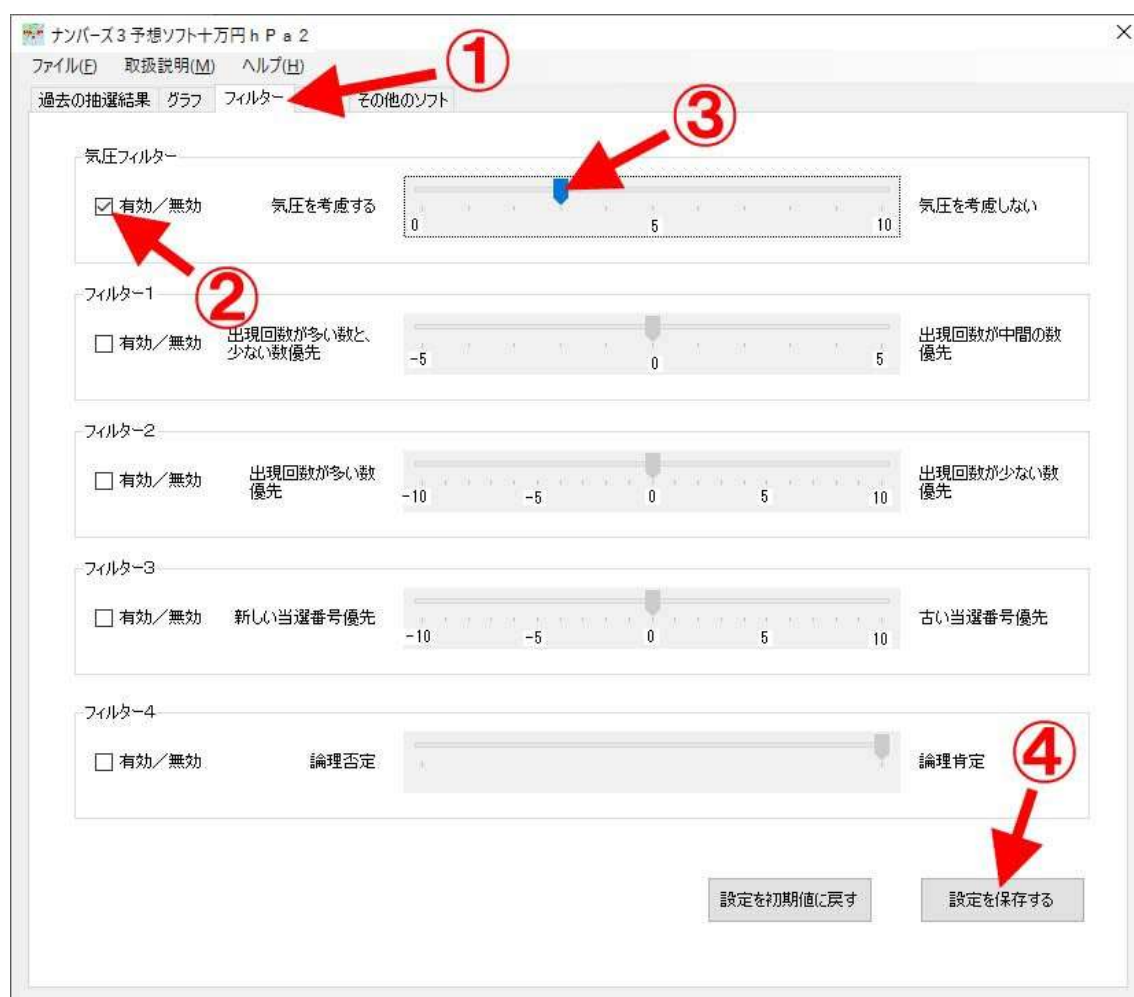 ナンバーズ3予想ソフト十万円hPa2
ファイル(F) 取扱説明(M) ヘルプ(H)
①
過去の抽選結果 グラフ フィルター その他のソフト
③
気圧フィルター
有効/無効 気圧を考慮する 0 5 10 気圧を考慮しない
②
フィルター1
有効/無効 出現回数が多い数と、
少ない数優先 -5 0 5 出現回数が中間の数
優先
フィルター2
有効/無効 出現回数が多い数
優先 -10 -5 0 5 10 出現回数が少ない数
優先
フィルター3
有効/無効 新しい当選番号優先 -10 -5 0 5 10 古い当選番号優先
フィルター4
有効/無効 論理否定 論理肯定
④
設定を初期値に戻す 設定を保存する